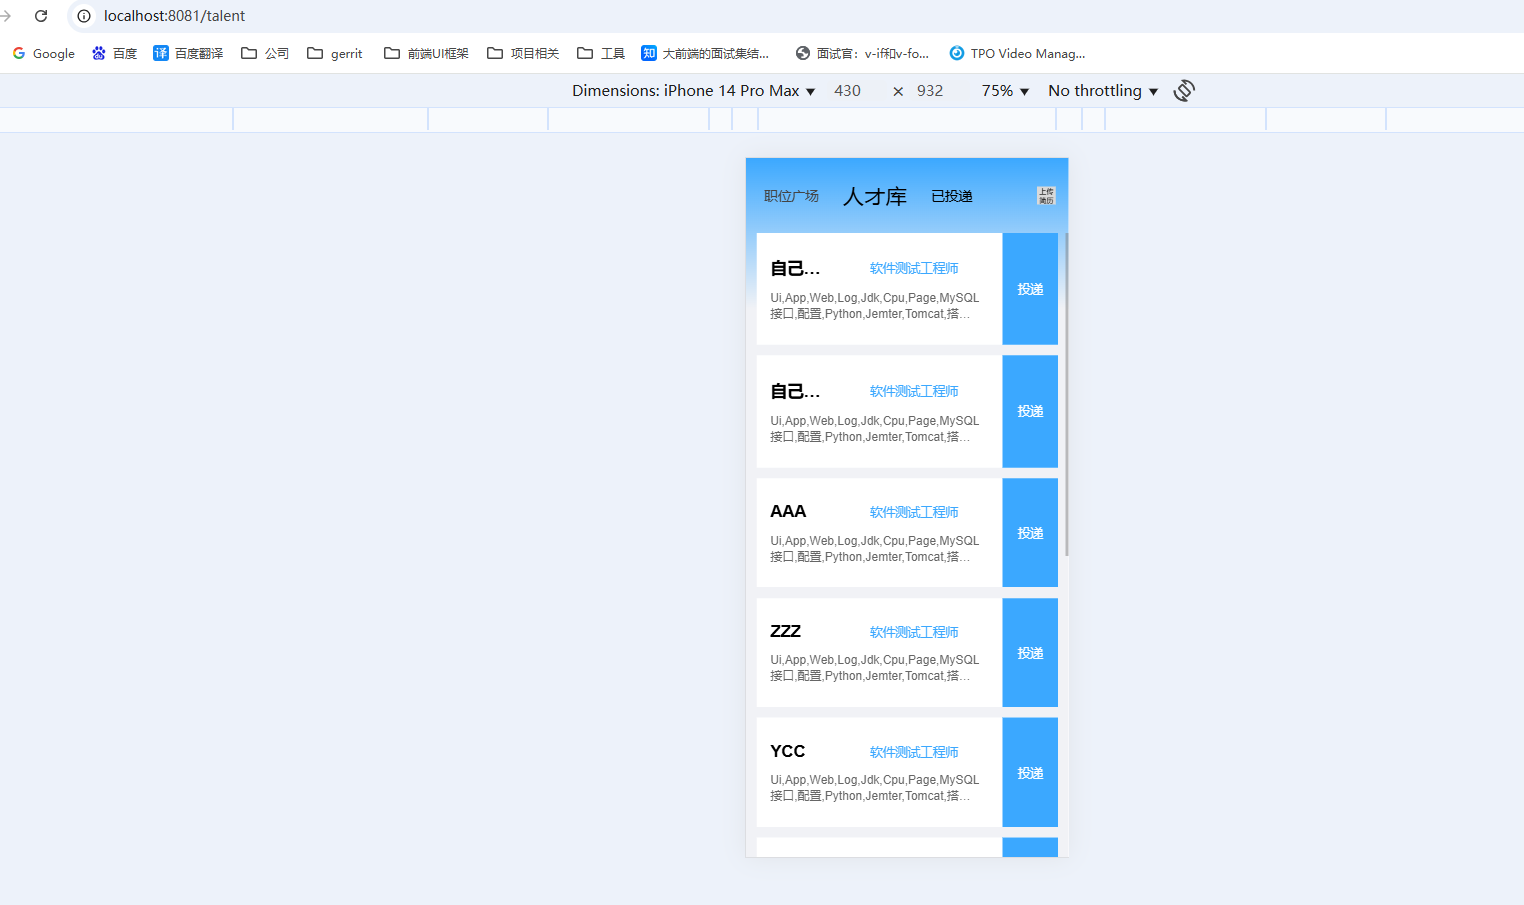 localhost:8081/talent
Google 百度 译 百度翻译 公司 gerrit 前端UI框架 项目相关 工具 知 大前端的面试集结... 面试官：v-if和v-fo... TPO Video Manag...
Dimensions: iPhone 14 Pro Max 430 × 932 75% No throttling
职位广场 人才库 已投递 上传
简历
自己... 软件测试工程师
Ui,App,Web,Log,Jdk,Cpu,Page,MySQL
接口,配置,Python,Jemter,Tomcat,搭...
投递
自己... 软件测试工程师
Ui,App,Web,Log,Jdk,Cpu,Page,MySQL
接口,配置,Python,Jemter,Tomcat,搭...
投递
AAA 软件测试工程师
Ui,App,Web,Log,Jdk,Cpu,Page,MySQL
接口,配置,Python,Jemter,Tomcat,搭...
投递
ZZZ 软件测试工程师
Ui,App,Web,Log,Jdk,Cpu,Page,MySQL
接口,配置,Python,Jemter,Tomcat,搭...
投递
YCC 软件测试工程师
Ui,App,Web,Log,Jdk,Cpu,Page,MySQL
接口,配置,Python,Jemter,Tomcat,搭...
投递